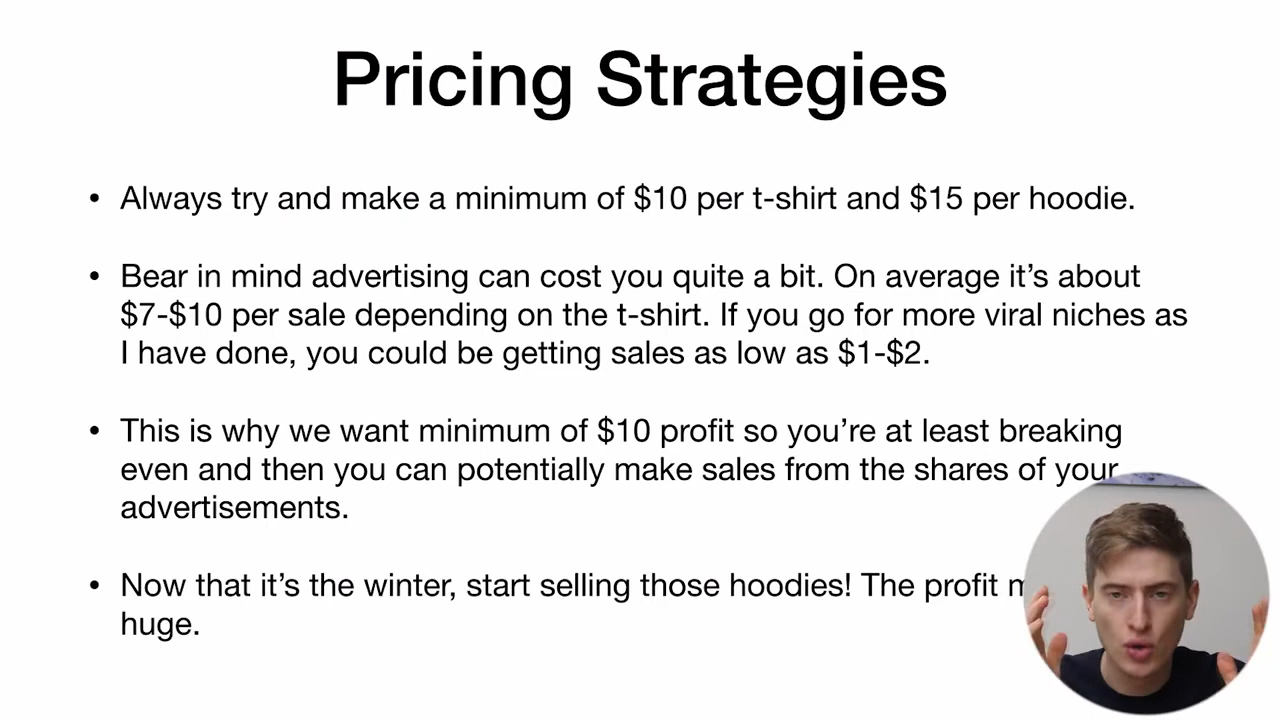 Pricing Strategies
• Always try and make a minimum of $10 per t-shirt and $15 per hoodie.
• Bear in mind advertising can cost you quite a bit. On average it’s about
$7-$10 per sale depending on the t-shirt. If you go for more viral niches as
I have done, you could be getting sales as low as $1-$2.
• This is why we want minimum of $10 profit so you’re at least breaking
even and then you can potentially make sales from the shares of your
advertisements.
• Now that it’s the winter, start selling those hoodies! The profit
huge.